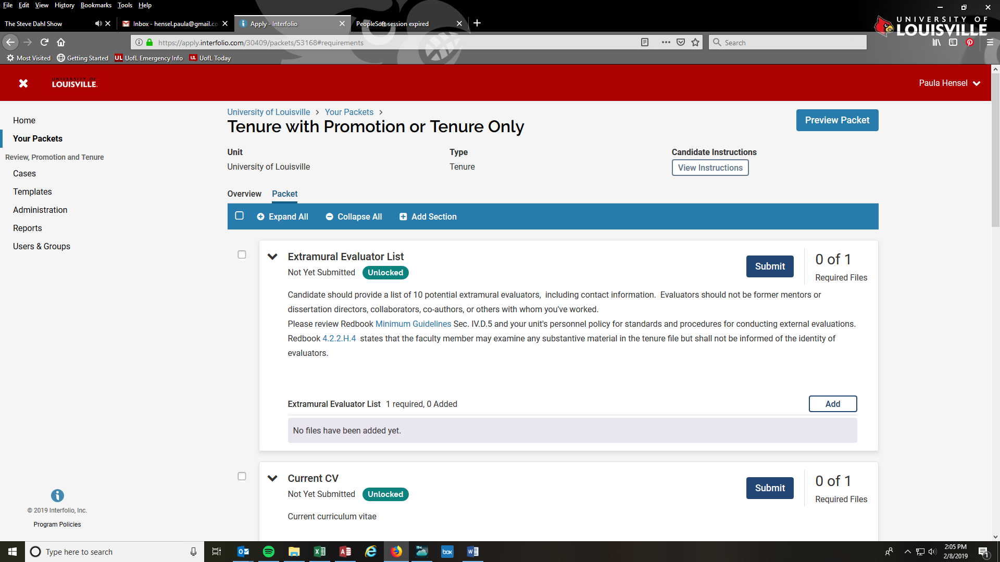 File Edit View History Bookmarks Tools Help
The Steve Dahl Show
Inbox - hensel.paula@gmail.co
Apply - Interfolio
PeopleSoft session expired
UNIVERSITY OF
LOUISVILLE
https://apply.interfolio.com/30409/packets/53168#requirements
Search
Most Visited Getting Started UL UofL Emergency Info UL UofL Today
UNIVERSITY OF
LOUISVILLE.
Paula Hensel
Home
Your Packets
Review, Promotion and Tenure
Cases
Templates
Administration
Reports
Users & Groups
University of Louisville > Your Packets >
Tenure with Promotion or Tenure Only
Preview Packet
Unit
University of Louisville
Type
Tenure
Candidate Instructions
View Instructions
Overview Packet
Expand All Collapse All Add Section
Extramural Evaluator List
Not Yet Submitted Unlocked
Submit
0 of 1
Required Files
Candidate should provide a list of 10 potential extramural evaluators, including contact information. Evaluators should not be former mentors or
dissertation directors, collaborators, co-authors, or others with whom you've worked.
Please review Redbook Minimum Guidelines Sec. IV.D.5 and your unit's personnel policy for standards and procedures for conducting external evaluations.
Redbook 4.2.2.H.4 states that the faculty member may examine any substantive material in the tenure file but shall not be informed of the identity of
evaluators.
Extramural Evaluator List 1 required, 0 Added
Add
No files have been added yet.
Current CV
Not Yet Submitted Unlocked
Submit
0 of 1
Required Files
Current curriculum vitae
© 2019 Interfolio, Inc.
Program Policies
Type here to search
box
2:05 PM
2/8/2019
1